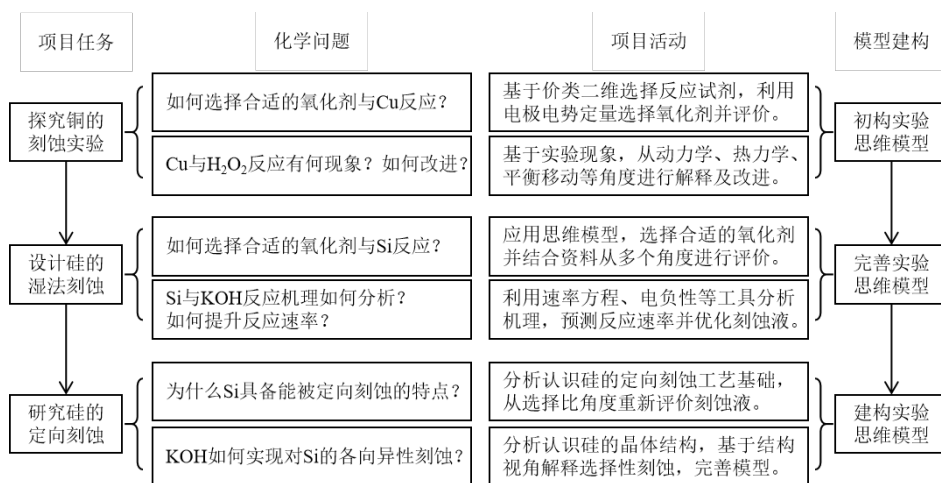 项目任务
化学问题
项目活动
模型建构
探究铜的
刻蚀实验
如何选择合适的氧化剂与Cu反应？
基于价类二维选择反应试剂，利用
电极电势定量选择氧化剂并评价。
初构实验
思维模型
Cu与H₂O₂反应有何现象？如何改进？
基于实验现象，从动力学、热力学、
平衡移动等角度进行解释及改进。
设计硅的
湿法刻蚀
如何选择合适的氧化剂与Si反应？
应用思维模型，选择合适的氧化剂
并结合资料从多个角度进行评价。
完善实验
思维模型
Si与KOH反应机理如何分析？
如何提升反应速率？
利用速率方程、电负性等工具分析
机理，预测反应速率并优化刻蚀液。
研究硅的
定向刻蚀
为什么Si具备能被定向刻蚀的特点？
分析认识硅的定向刻蚀工艺基础，
从选择比角度重新评价刻蚀液。
建构实验
思维模型
KOH如何实现对Si的各向异性刻蚀？
分析认识硅的晶体结构，基于结构
视角解释选择性刻蚀，完善模型。